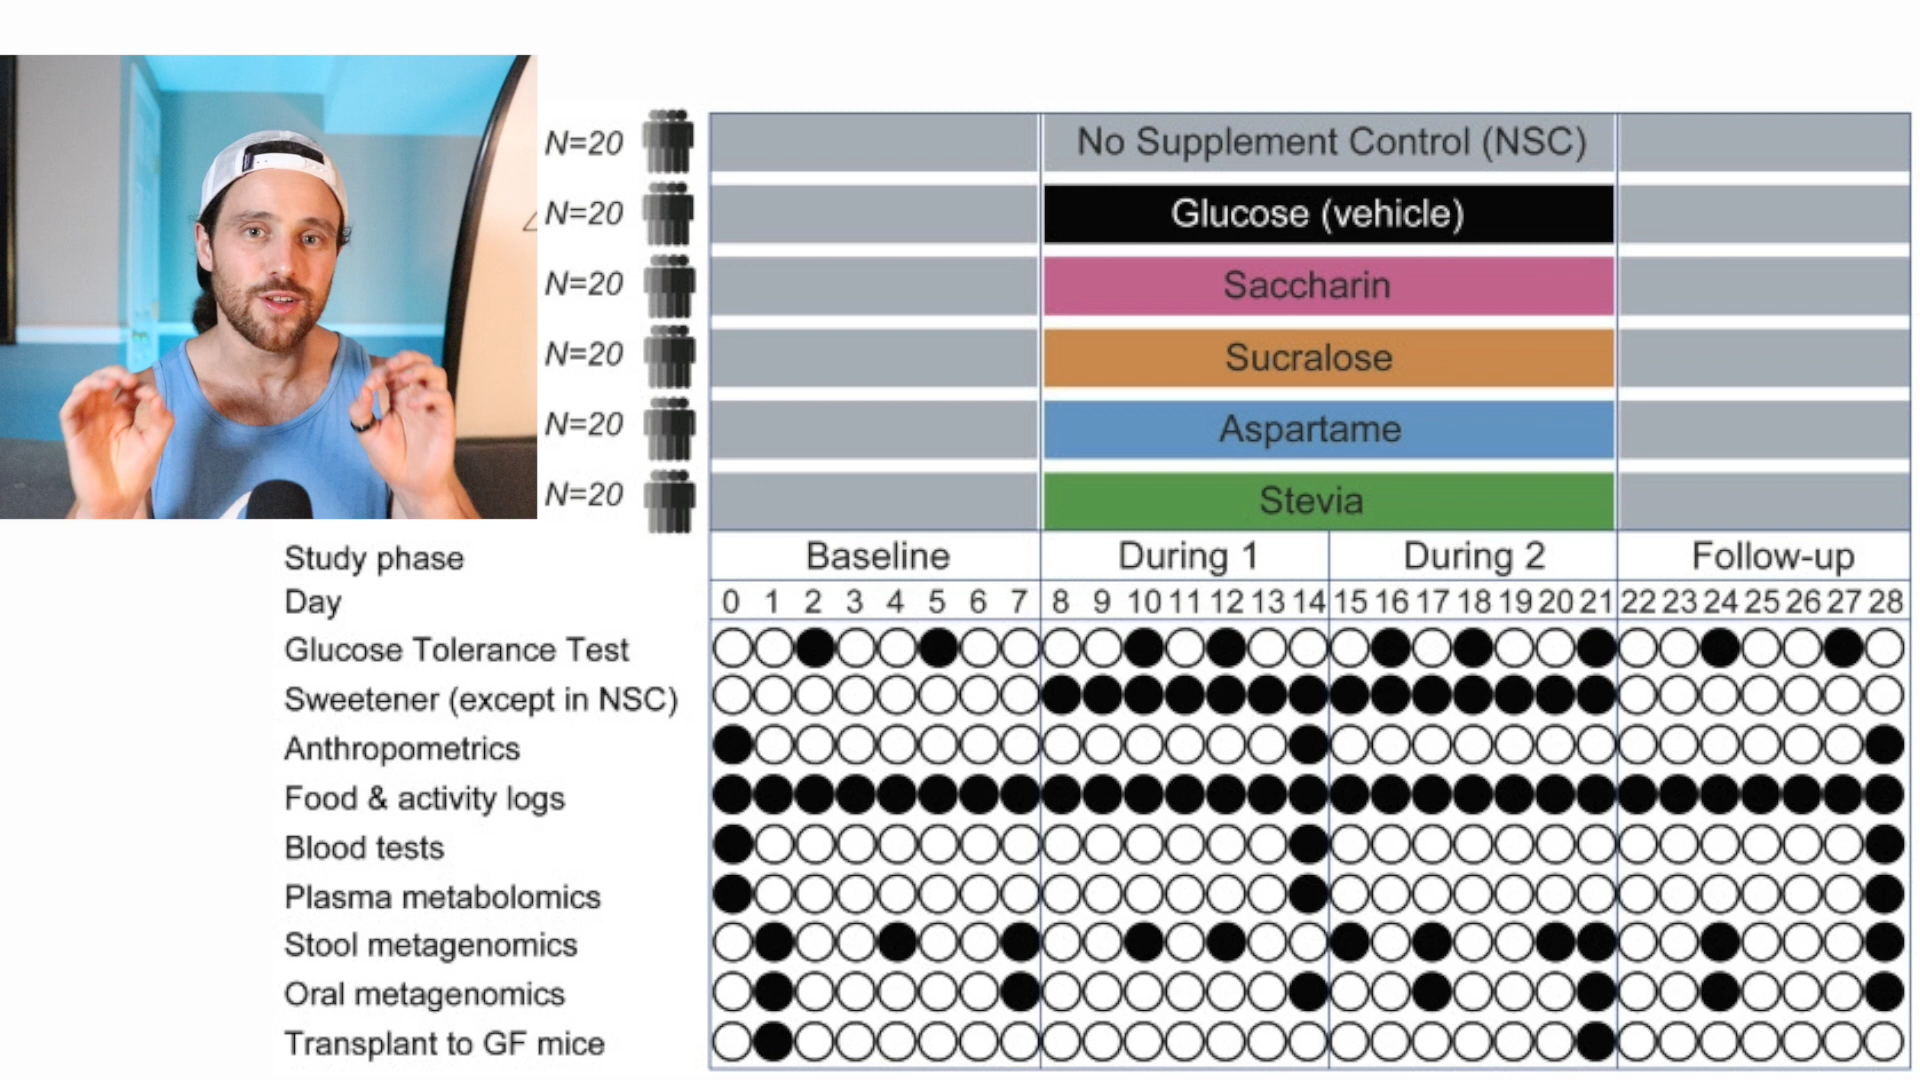 N=20 No Supplement Control (NSC)
N=20 Glucose (vehicle)
N=20 Saccharin
N=20 Sucralose
N=20 Aspartame
N=20 Stevia
Study phase Baseline During 1 During 2 Follow-up
Day 0 1 2 3 4 5 6 7 8 9 10 11 12 13 14 15 16 17 18 19 20 21 22 23 24 25 26 27 28
Glucose Tolerance Test
Sweetener (except in NSC)
Anthropometrics
Food & activity logs
Blood tests
Plasma metabolomics
Stool metagenomics
Oral metagenomics
Transplant to GF mice